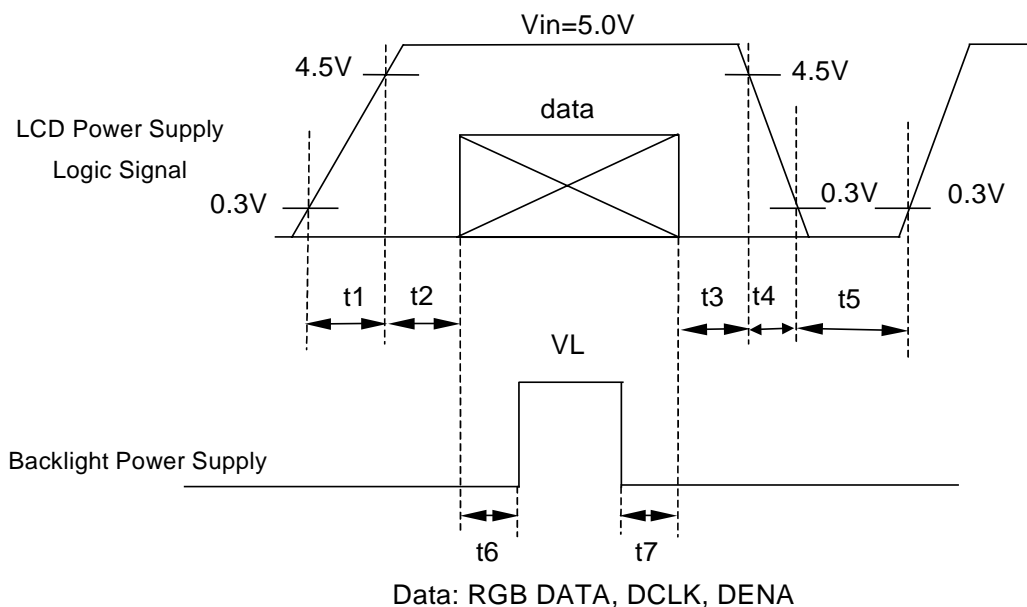 Vin=5.0V
4.5V
4.5V
data
LCD Power Supply
Logic Signal
0.3V
0.3V
0.3V
t1
t2
t3
t4
t5
VL
Backlight Power Supply
t6
t7
Data: RGB DATA, DCLK, DENA